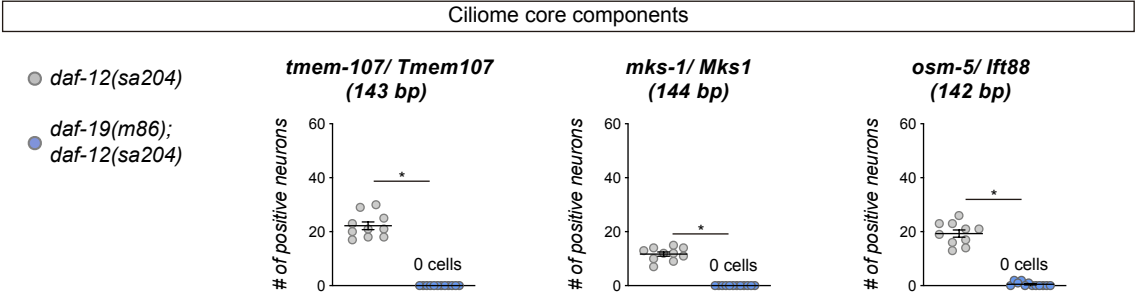 Ciliome core components
daf-12(sa204)
daf-19(m86);
daf-12(sa204)
tmem-107/ Tmem107
(143 bp)
# of positive neurons
60
40
20
0
*
0 cells
mks-1/ Mks1
(144 bp)
# of positive neurons
60
40
20
0
*
0 cells
osm-5/ Ift88
(142 bp)
# of positive neurons
60
40
20
0
*
0 cells